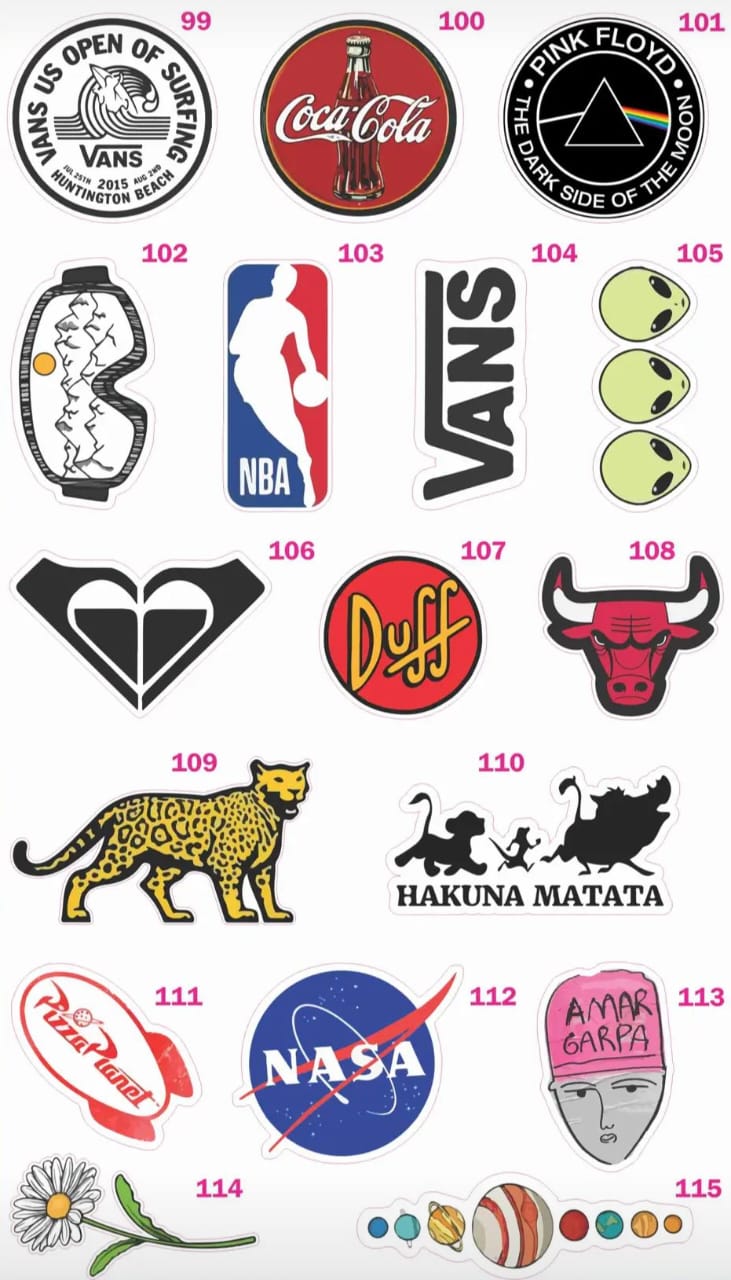 99
VANS US OPEN OF SURFING
VANS
JUL 25TH 2015 AUG 2ND
HUNTINGTON BEACH
100
Coca-Cola
101
PINK FLOYD
THE DARK SIDE OF THE MOON
102
103
NBA
104
VANS
105
106
107
Duff
108
109
110
HAKUNA MATATA
111
Pizza Planet
112
NASA
113
AMAR
GARPA
114
115